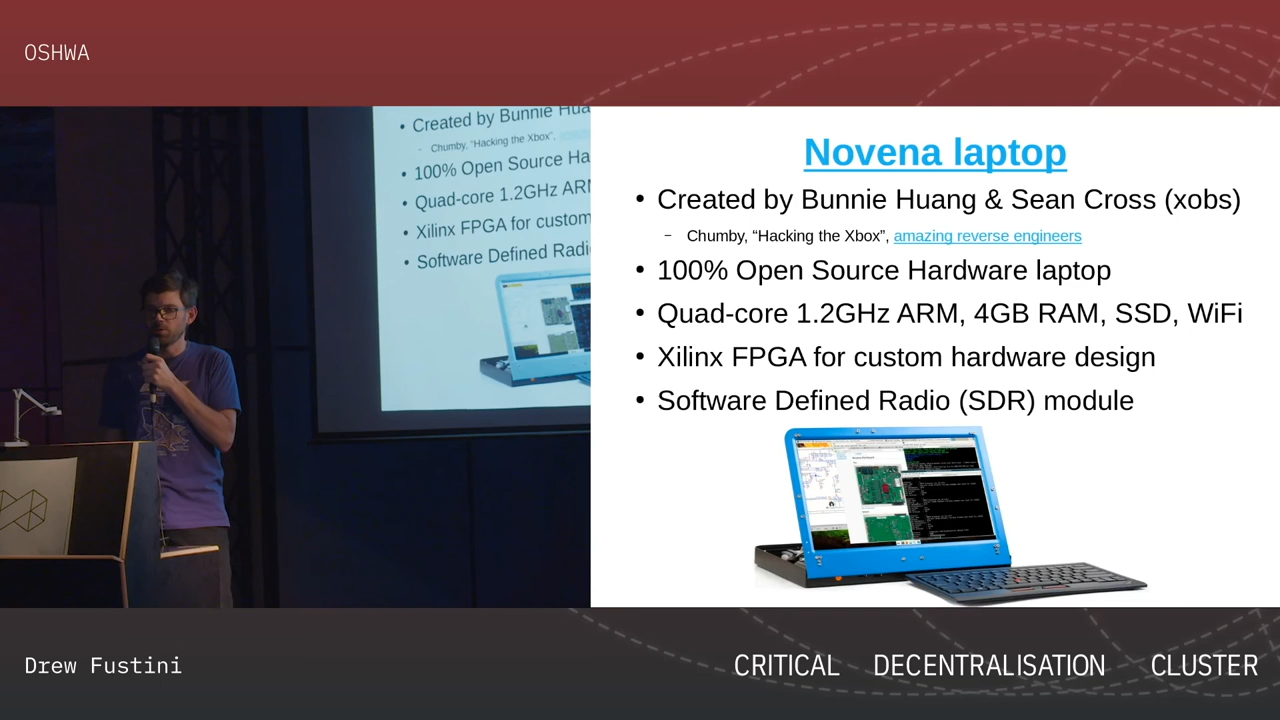 OSHWA
• Created by Bunnie Hua
– Chumby, “Hacking the Xbox”,
• 100% Open Source Ha
• Quad-core 1.2GHz ARM
• Xilinx FPGA for custom
• Software Defined Radi
Novena laptop
• Created by Bunnie Huang & Sean Cross (xobs)
– Chumby, “Hacking the Xbox”, amazing reverse engineers
• 100% Open Source Hardware laptop
• Quad-core 1.2GHz ARM, 4GB RAM, SSD, WiFi
• Xilinx FPGA for custom hardware design
• Software Defined Radio (SDR) module
Drew Fustini
CRITICAL DECENTRALISATION CLUSTER